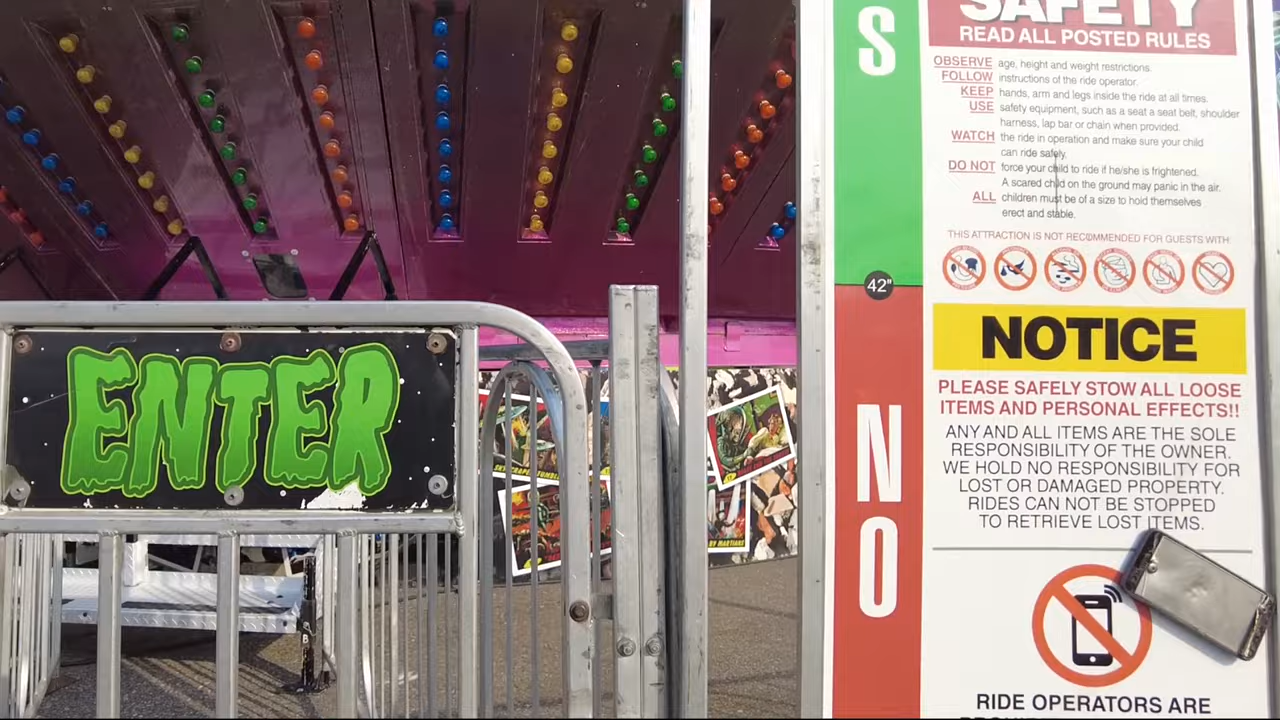 ENTER
S
42"
NO
SAFETY
READ ALL POSTED RULES
OBSERVE age, height and weight restrictions.
FOLLOW instructions of the ride operator.
KEEP hands, arm and legs inside the ride at all times.
USE safety equipment, such as a seat a seat belt, shoulder
harness, lap bar or chain when provided.
WATCH the ride in operation and make sure your child
can ride safely.
DO NOT force your child to ride if he/she is frightened.
A scared child on the ground may panic in the air.
ALL children must be of a size to hold themselves
erect and stable.
THIS ATTRACTION IS NOT RECOMMENDED FOR GUESTS WITH:
NOTICE
PLEASE SAFELY STOW ALL LOOSE
ITEMS AND PERSONAL EFFECTS!!
ANY AND ALL ITEMS ARE THE SOLE
RESPONSIBILITY OF THE OWNER.
WE HOLD NO RESPONSIBILITY FOR
LOST OR DAMAGED PROPERTY.
RIDES CAN NOT BE STOPPED
TO RETRIEVE LOST ITEMS.
RIDE OPERATORS ARE